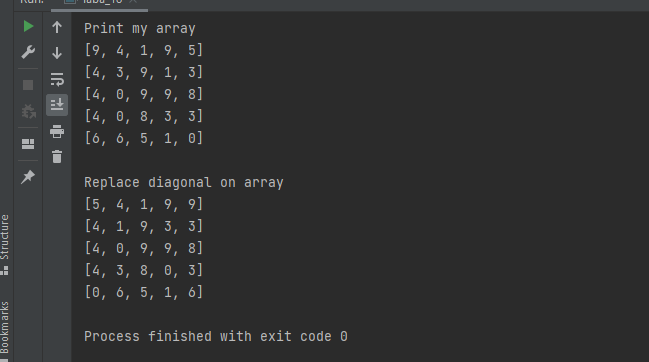 Run:
Print my array
[9, 4, 1, 9, 5]
[4, 3, 9, 1, 3]
[4, 0, 9, 9, 8]
[4, 0, 8, 3, 3]
[6, 6, 5, 1, 0]
Replace diagonal on array
[5, 4, 1, 9, 9]
[4, 1, 9, 3, 3]
[4, 0, 9, 9, 8]
[4, 3, 8, 0, 3]
[0, 6, 5, 1, 6]
Process finished with exit code 0
Structure
Bookmarks